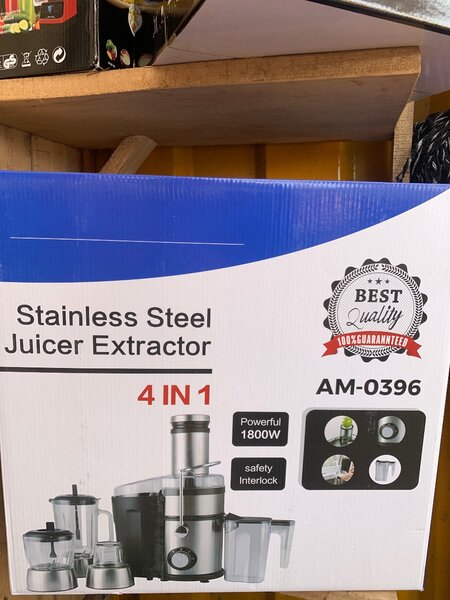 Stainless Steel
Juicer Extractor
4 IN 1
BEST
Quality
100%GUARANNTEED
AM-0396
Powerful
1800W
safety
Interlock